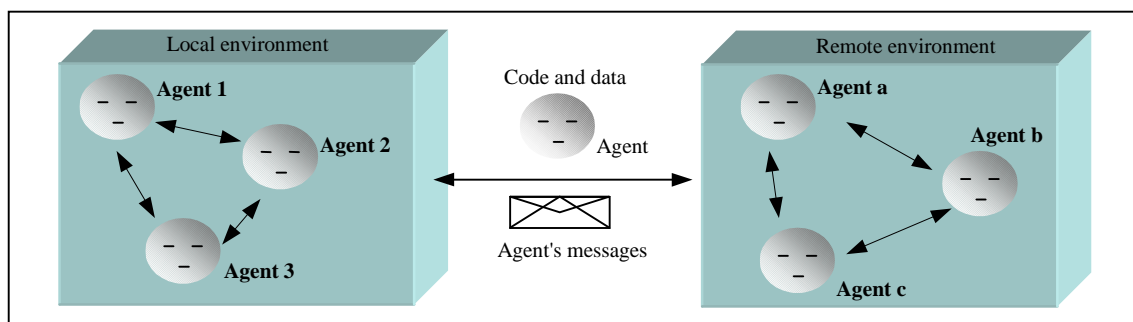 Local environment
Agent 1
Agent 2
Agent 3
Code and data
Agent
Agent's messages
Remote environment
Agent a
Agent b
Agent c